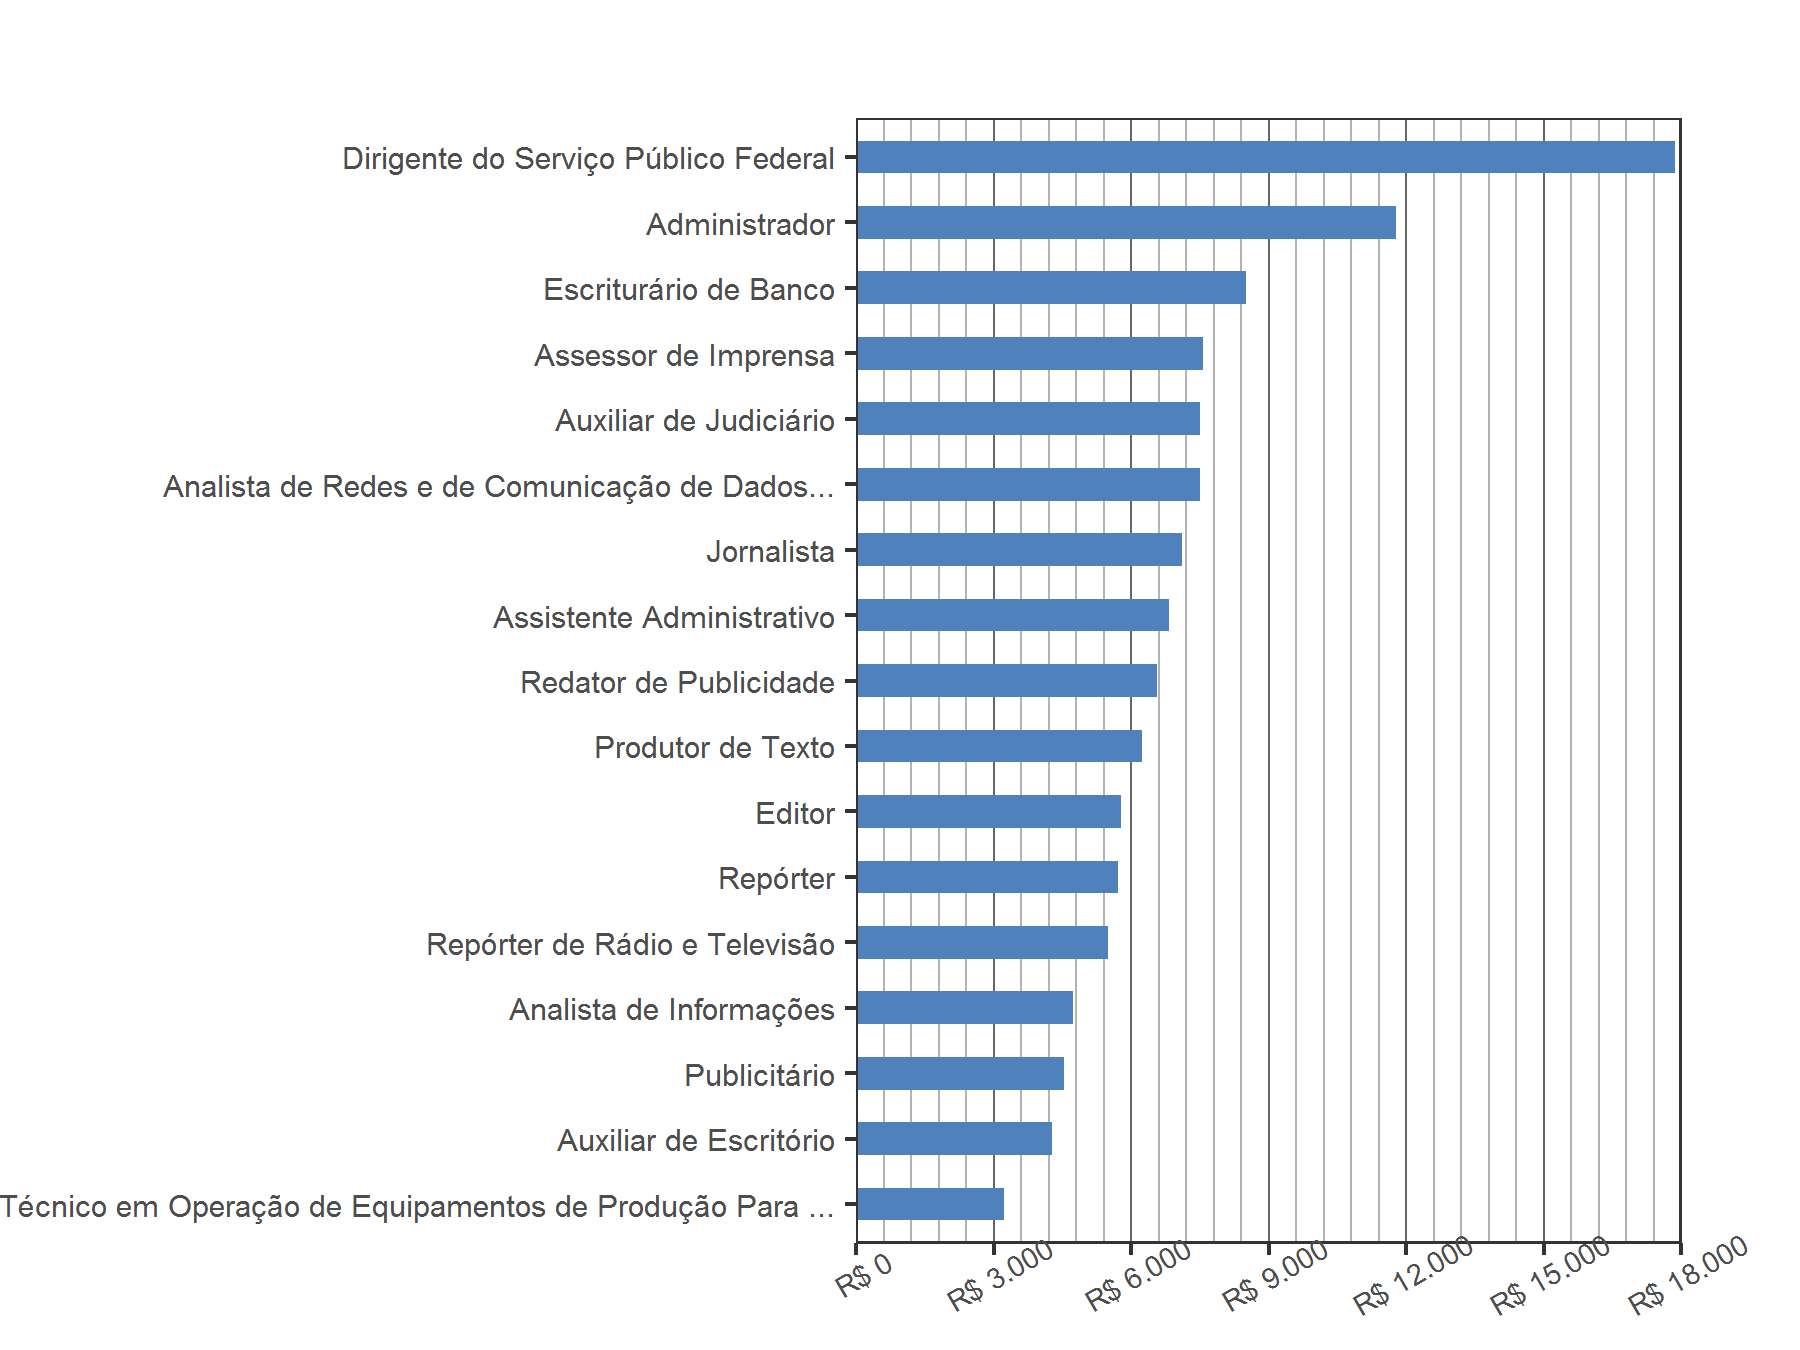 Dirigente do Serviço Público Federal
Administrador
Escriturário de Banco
Assessor de Imprensa
Auxiliar de Judiciário
Analista de Redes e de Comunicação de Dados...
Jornalista
Assistente Administrativo
Redator de Publicidade
Produtor de Texto
Editor
Repórter
Repórter de Rádio e Televisão
Analista de Informações
Publicitário
Auxiliar de Escritório
Técnico em Operação de Equipamentos de Produção Para ...
R$ 0
R$ 3.000
R$ 6.000
R$ 9.000
R$ 12.000
R$ 15.000
R$ 18.000